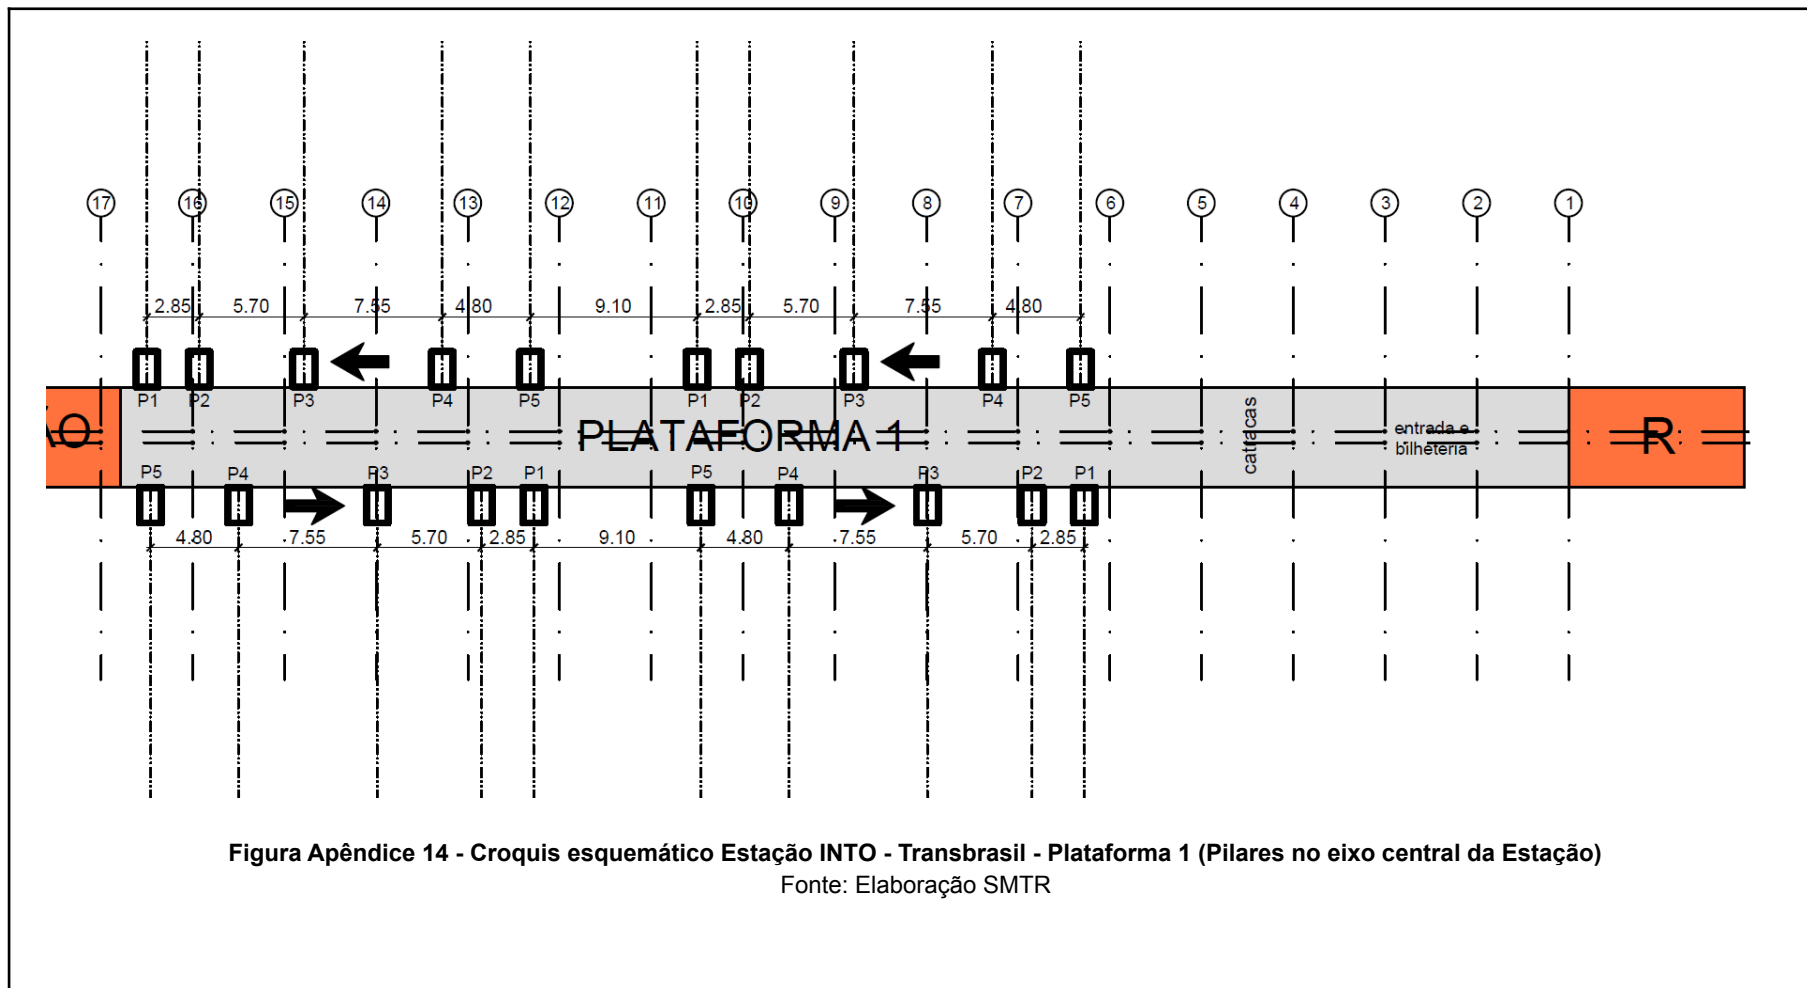 17 16 15 14 13 12 11 10 9 8 7 6 5 4 3 2 1
2.85 5.70 7.55 4.80 9.10 2.85 5.70 7.55 4.80
P1 P2 P3 P4 P5 P1 P2 P3 P4 P5
ÃO PLATAFORMA 1 catracas entrada e R
bilheteria
P5 P4 P3 P2 P1 P5 P4 P3 P2 P1
4.80 7.55 5.70 2.85 9.10 4.80 7.55 5.70 2.85
Figura Apêndice 14 - Croquis esquemático Estação INTO - Transbrasil - Plataforma 1 (Pilares no eixo central da Estação)
Fonte: Elaboração SMTR